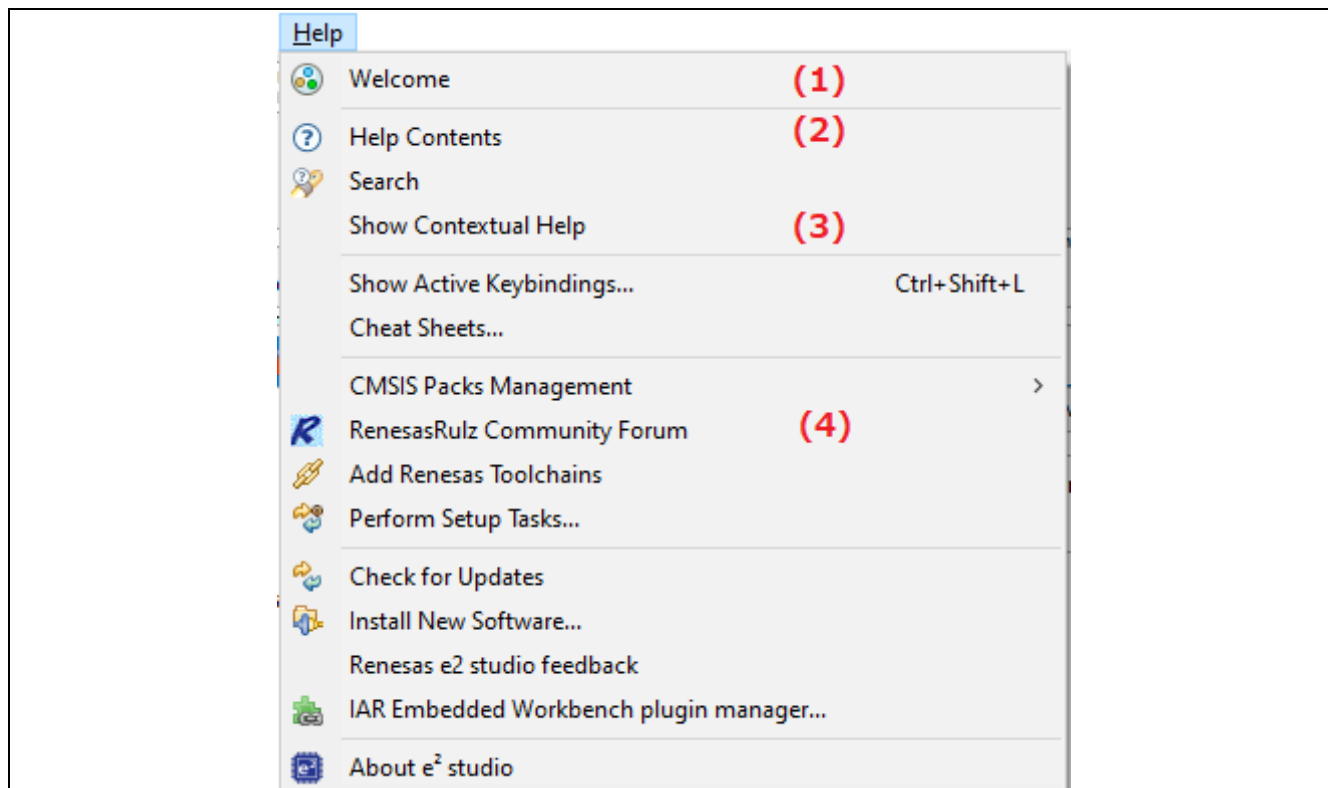 Help
Welcome (1)
Help Contents (2)
Search
Show Contextual Help (3)
Show Active Keybindings... Ctrl+Shift+L
Cheat Sheets...
CMSIS Packs Management >
RenesasRulz Community Forum (4)
Add Renesas Toolchains
Perform Setup Tasks...
Check for Updates
Install New Software...
Renesas e2 studio feedback
IAR Embedded Workbench plugin manager...
About e² studio